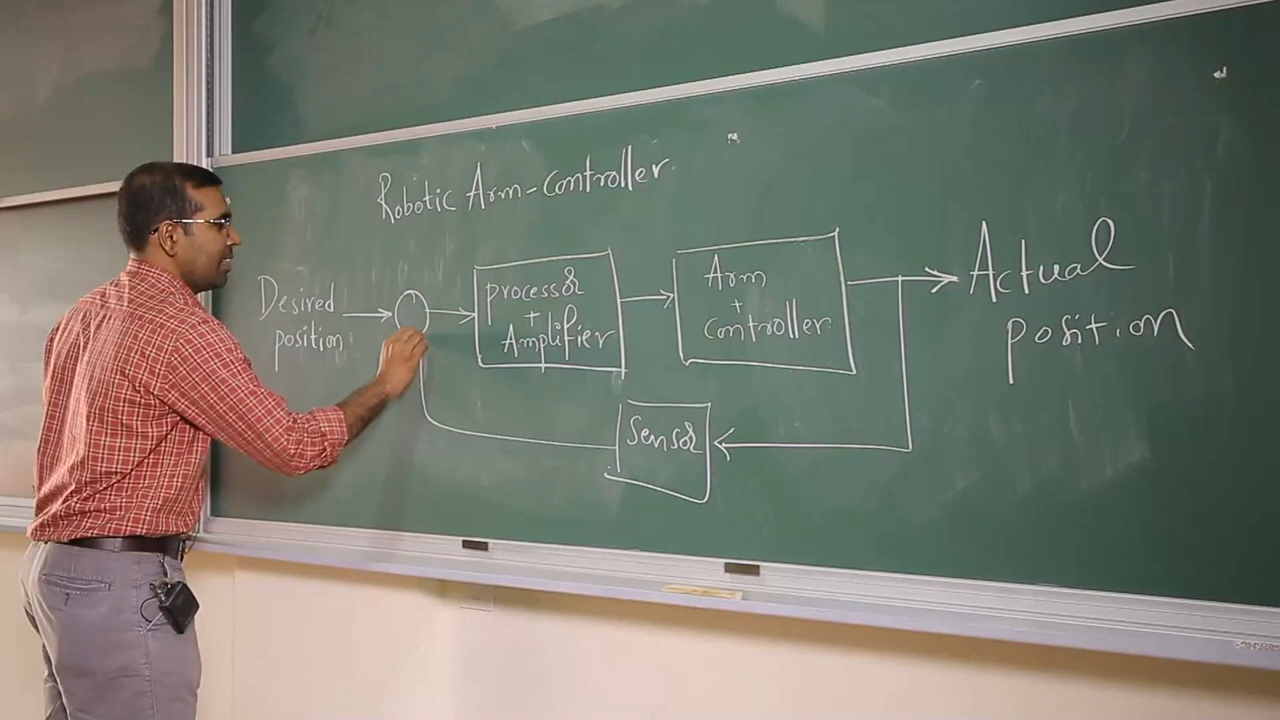 Robotic Arm-Controller.
Desired
position
processor
+
Amplifier
Arm
+
controller
Actual
position
sensor